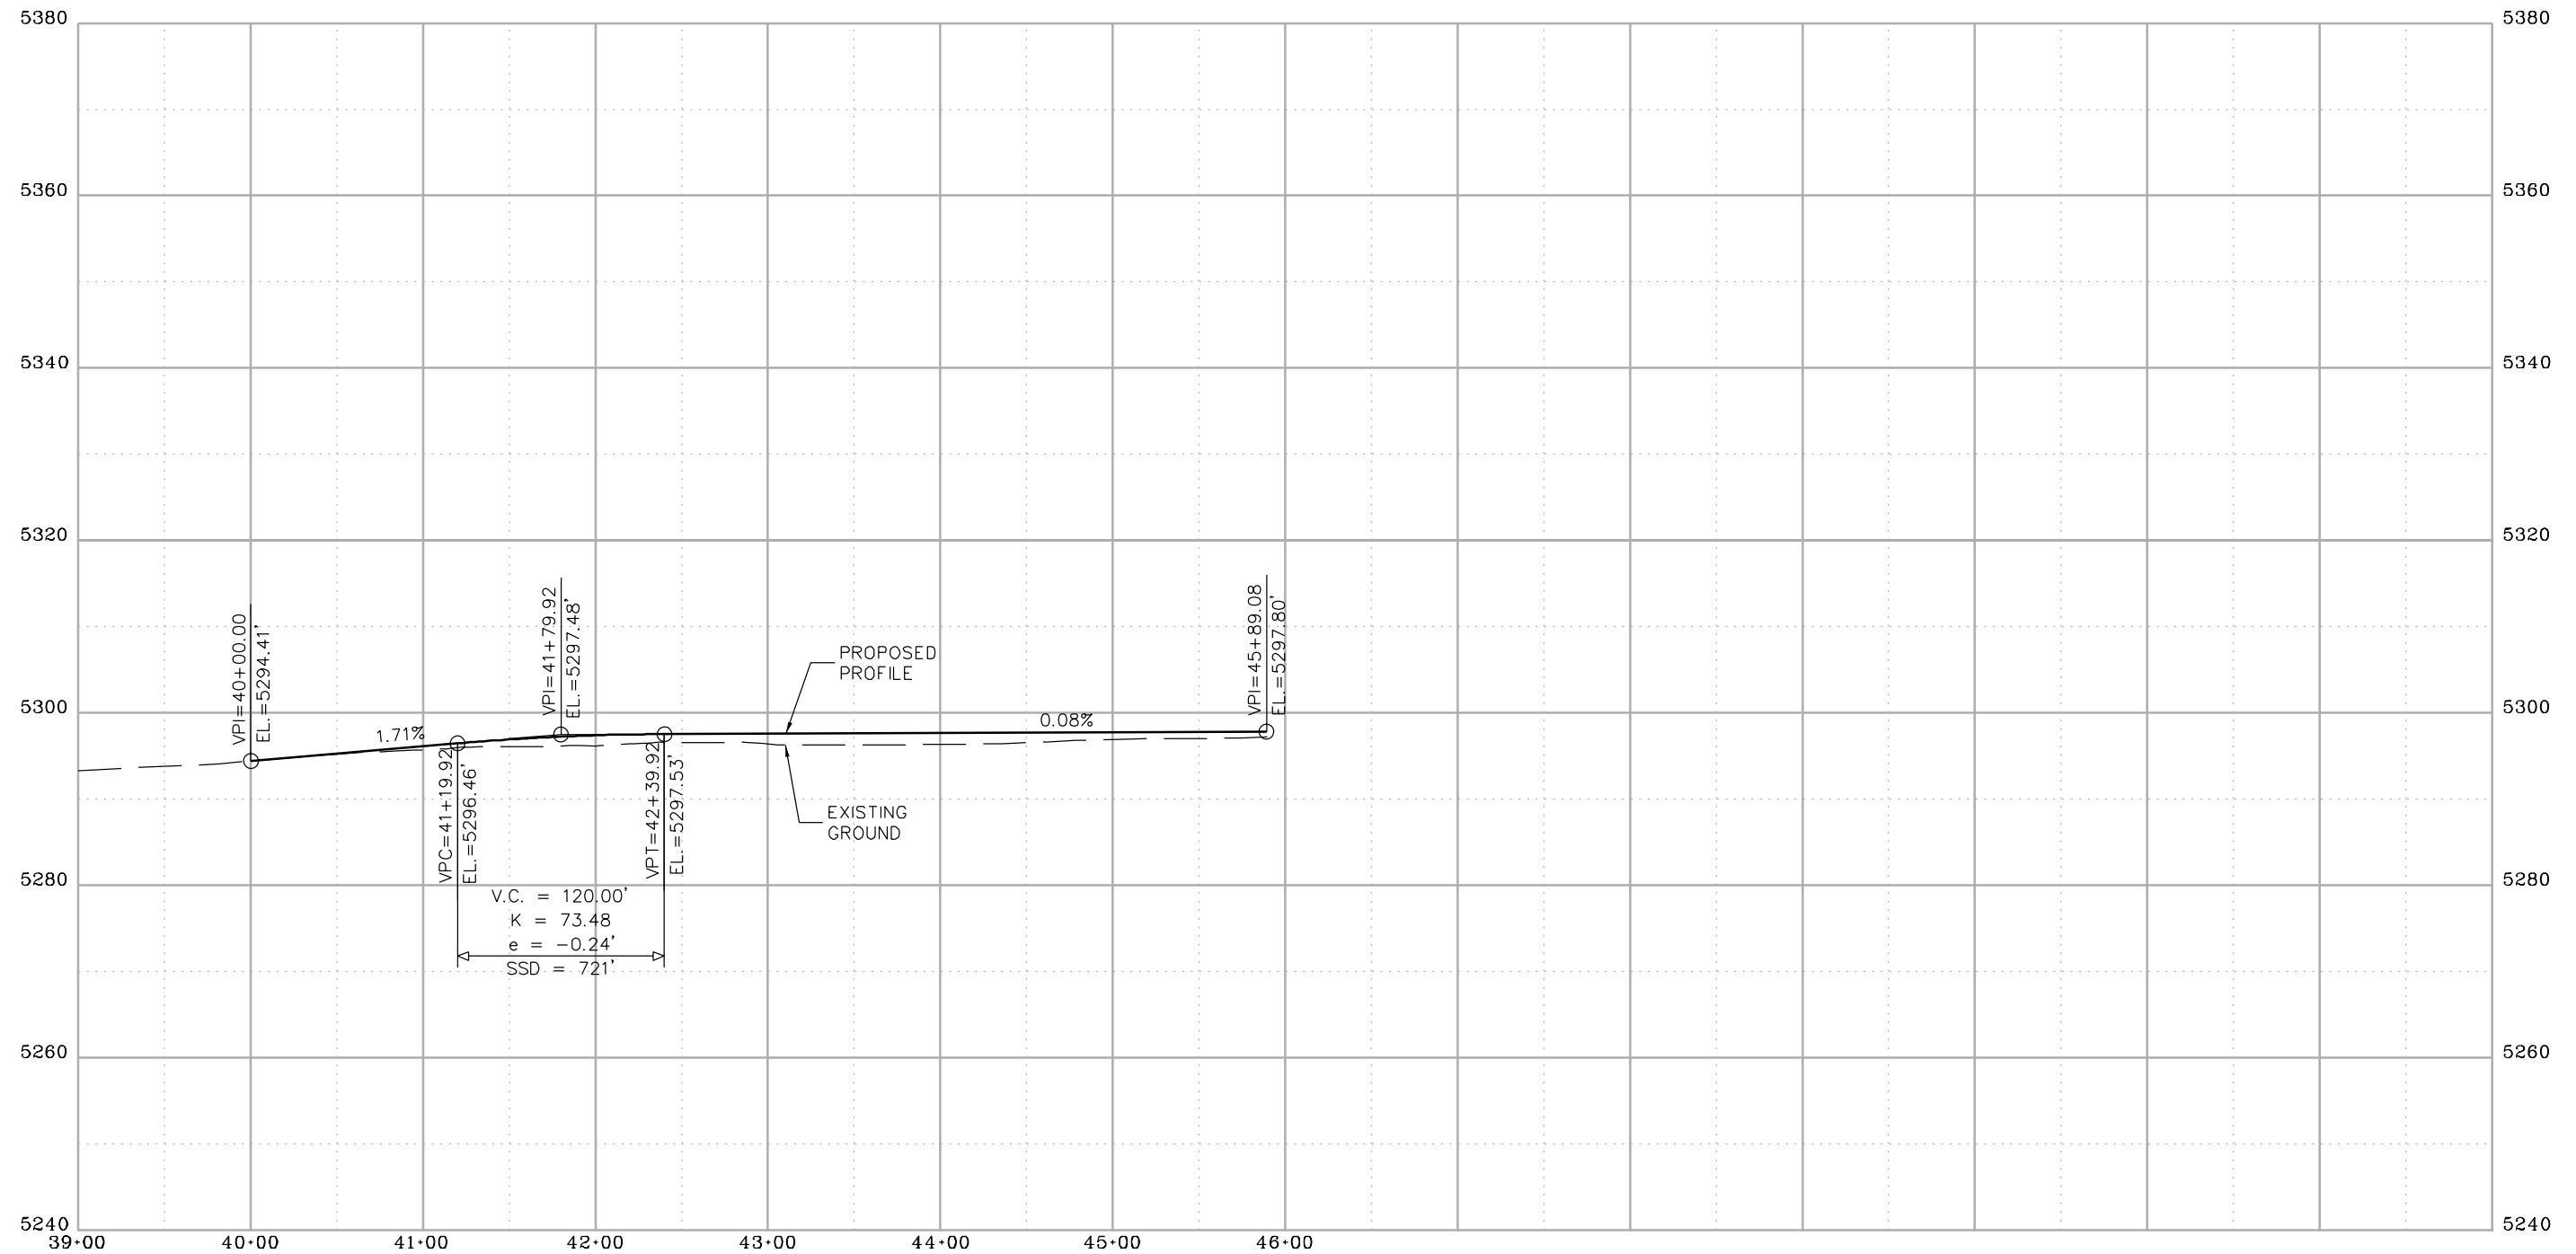 5380 5380
5360 5360
5340 5340
5320 5320
5300 5300
5280 5280
5260 5260
5240 5240
VPI=40+00.00
EL.=5294.41'
1.71%
VPC=41+19.92
EL.=5296.46'
VPI=41+79.92
EL.=5297.48'
VPT=42+39.92
EL.=5297.53'
V.C. = 120.00'
K = 73.48
e = -0.24'
SSD = 721'
PROPOSED
PROFILE
EXISTING
GROUND
0.08%
VPI=45+89.08
EL.=5297.80'
39+00 40+00 41+00 42+00 43+00 44+00 45+00 46+00